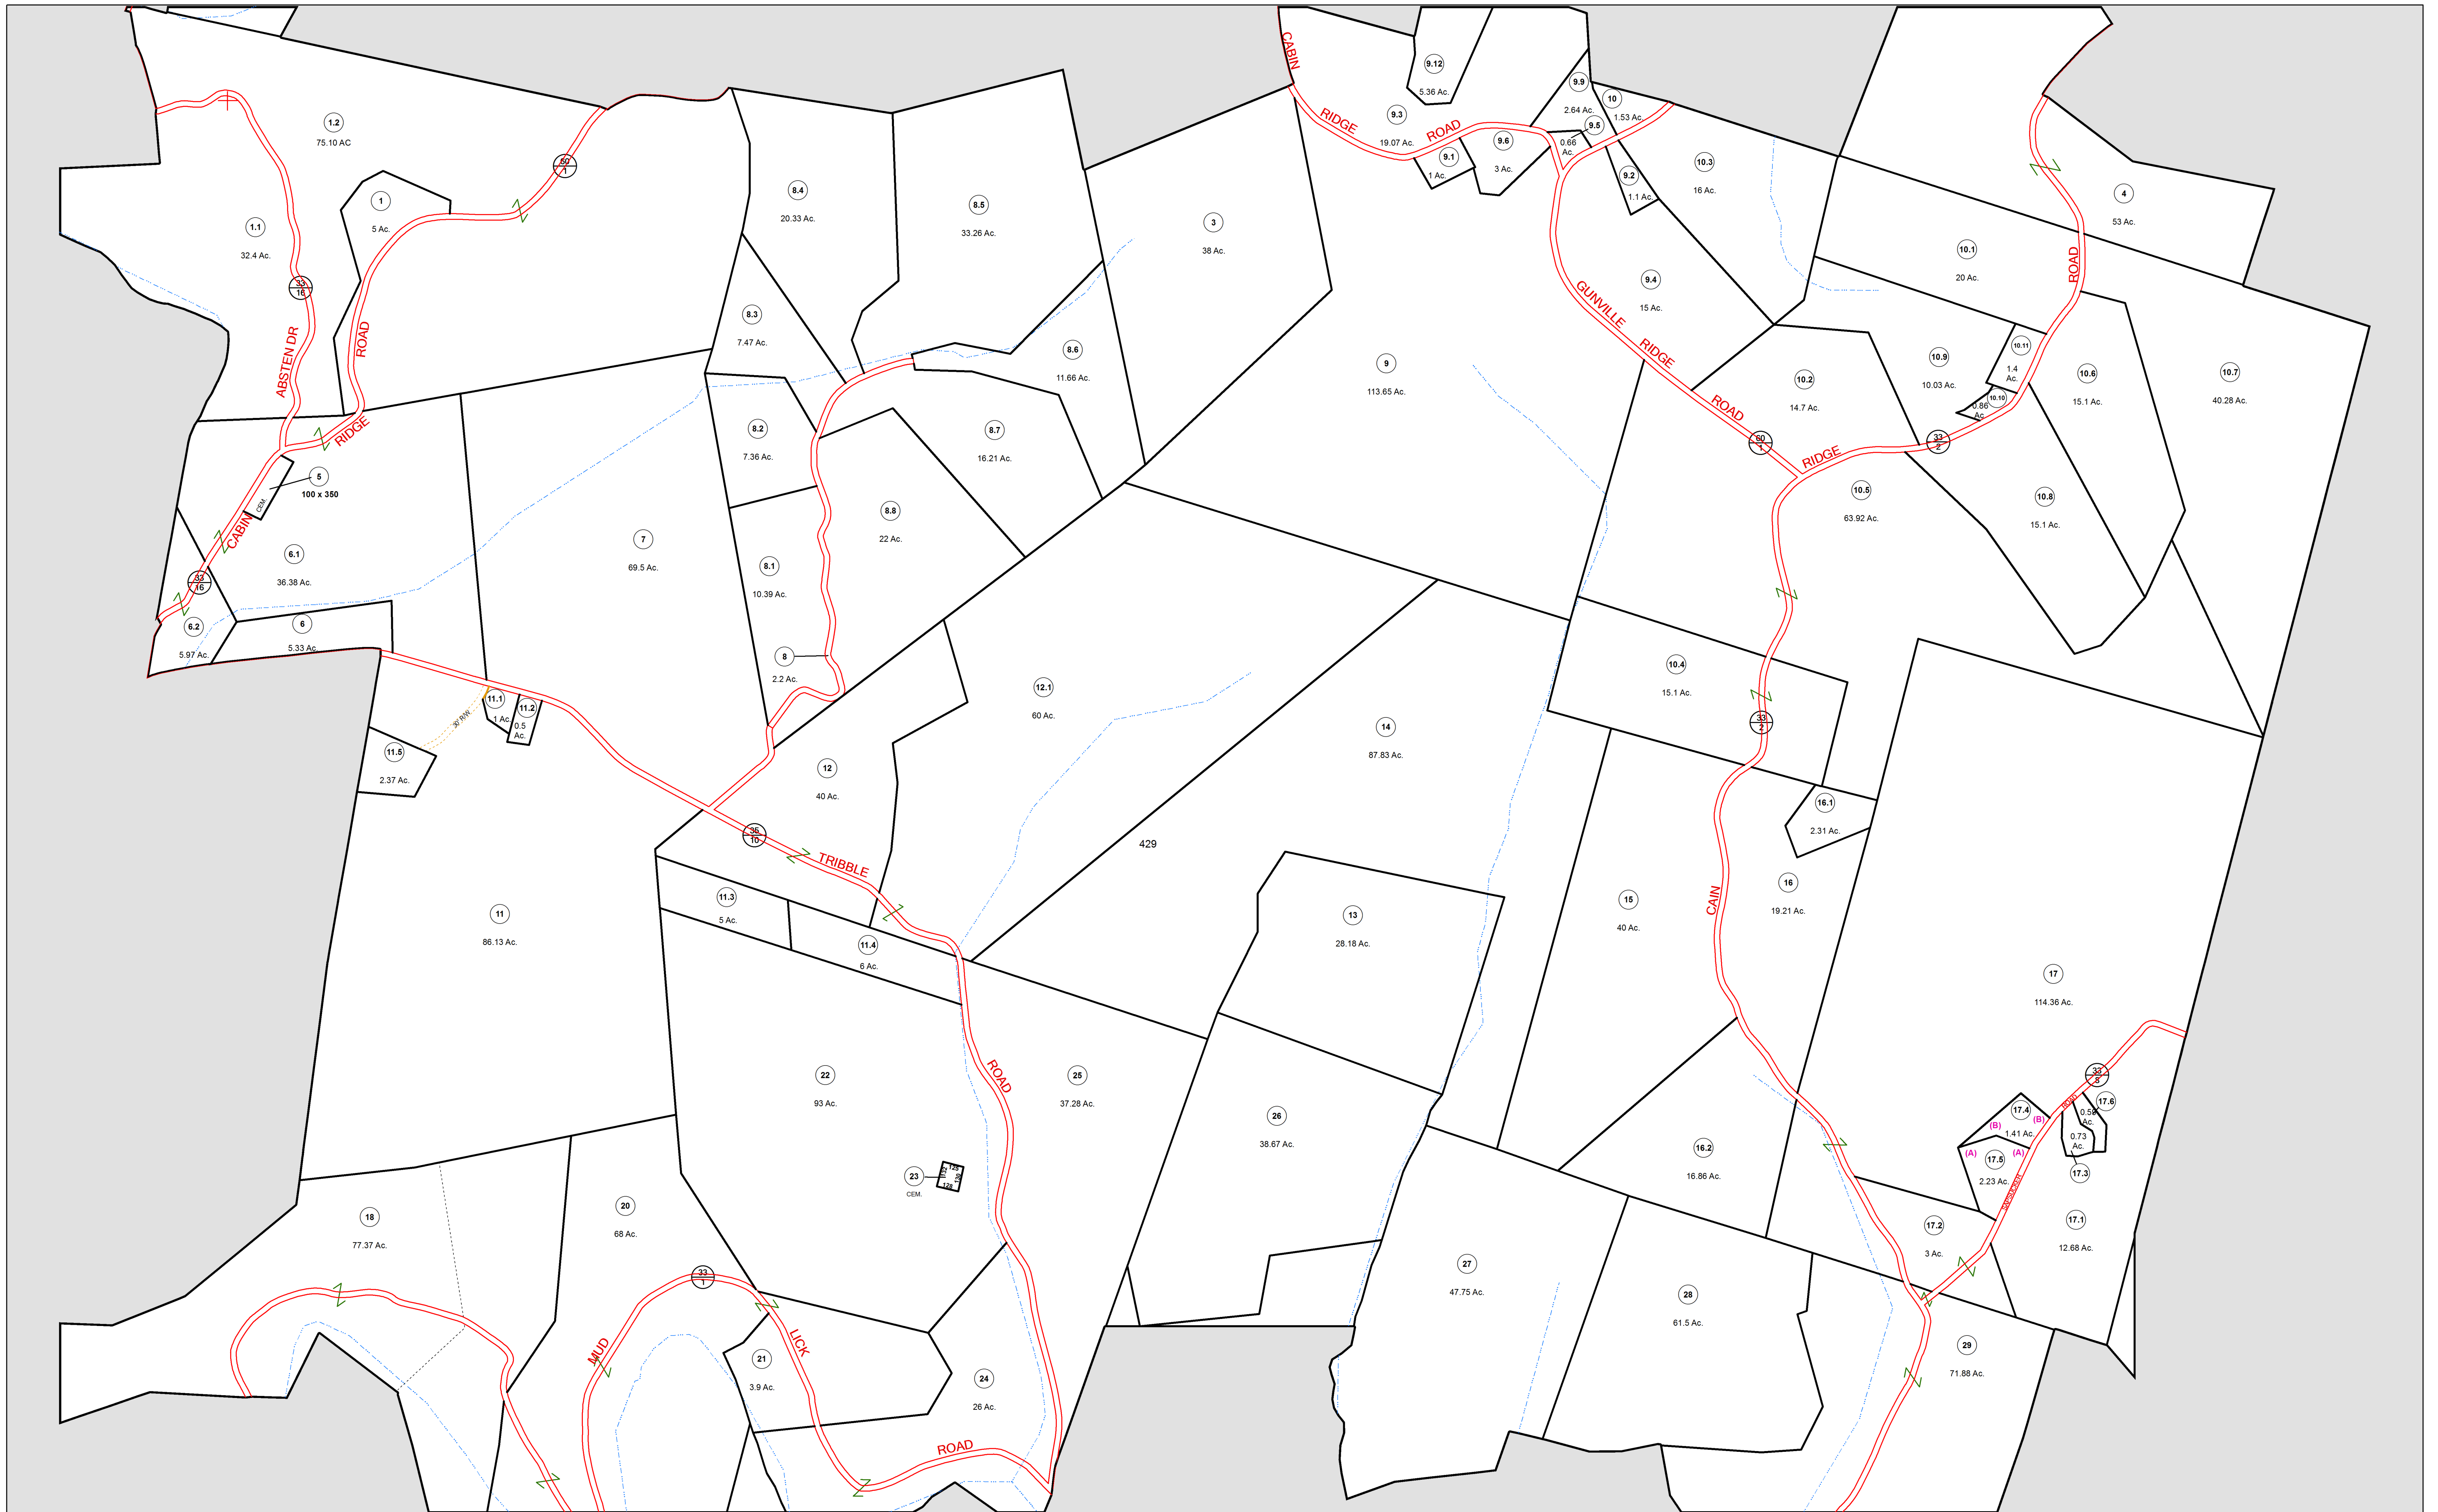 CABIN
9.12
5.36 Ac.
9.9
2.64 Ac.
10
1.53 Ac.
9.3
19.07 Ac.
RIDGE
ROAD
9.5
0.66
Ac.
9.6
3 Ac.
9.1
1 Ac.
9.2
1.1 Ac.
10.3
16 Ac.
1.2
75.10 AC
60
1
1
5 Ac.
1.1
32.4 Ac.
33
16
8.4
20.33 Ac.
8.5
33.26 Ac.
3
38 Ac.
4
53 Ac.
10.1
20 Ac.
ROAD
9.4
15 Ac.
GUNVILLE
RIDGE
ROAD
8.3
7.47 Ac.
8.6
11.66 Ac.
9
113.65 Ac.
ABSTEN DR
ROAD
RIDGE
10.2
14.7 Ac.
10.9
10.03 Ac.
10.11
1.4
Ac.
10.10
0.86
Ac.
10.6
15.1 Ac.
10.7
40.28 Ac.
8.2
7.36 Ac.
8.7
16.21 Ac.
60
1
RIDGE
33
2
5
100 x 350
CEM.
CABIN
10.5
63.92 Ac.
10.8
15.1 Ac.
8.8
22 Ac.
7
69.5 Ac.
6.1
36.38 Ac.
33
16
8.1
10.39 Ac.
6.2
5.97 Ac.
6
5.33 Ac.
8
2.2 Ac.
10.4
15.1 Ac.
33
2
11.1
1 Ac.
11.2
0.5
Ac.
30' R/W
11.5
2.37 Ac.
12.1
60 Ac.
14
87.83 Ac.
12
40 Ac.
16.1
2.31 Ac.
35
10
TRIBBLE
429
16
19.21 Ac.
CAIN
15
40 Ac.
11
86.13 Ac.
11.3
5 Ac.
11.4
6 Ac.
13
28.18 Ac.
17
114.36 Ac.
22
93 Ac.
ROAD
25
37.28 Ac.
26
38.67 Ac.
33
5
ROAD
17.4
(B)
(B)
1.41 Ac.
17.6
0.59
Ac.
0.73
Ac.
17.3
(A)
(A)
17.5
2.23 Ac.
SAPSUCKER
16.2
16.86 Ac.
23
CEM.
125
132
130
128
18
77.37 Ac.
20
68 Ac.
17.2
3 Ac.
17.1
12.68 Ac.
33
1
27
47.75 Ac.
28
61.5 Ac.
MUD
LICK
21
3.9 Ac.
24
26 Ac.
29
71.88 Ac.
ROAD